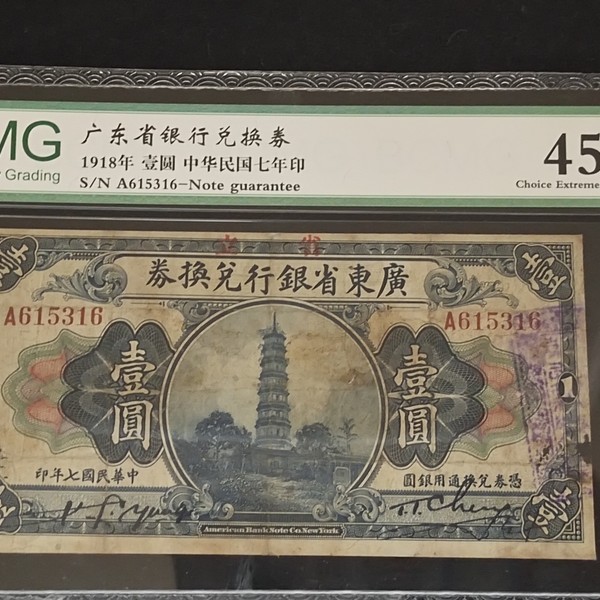 MG
Grading
广东省银行兑换券
1918年 壹圆 中华民国七年印
S/N A615316-Note guarantee
45
Choice Extreme
省
廣東省銀行兌換券
A615316
A615316
壹圓
壹圓
1
印年七國民華中
憑券兌換通用銀圓
American Bank Note Co. New York.